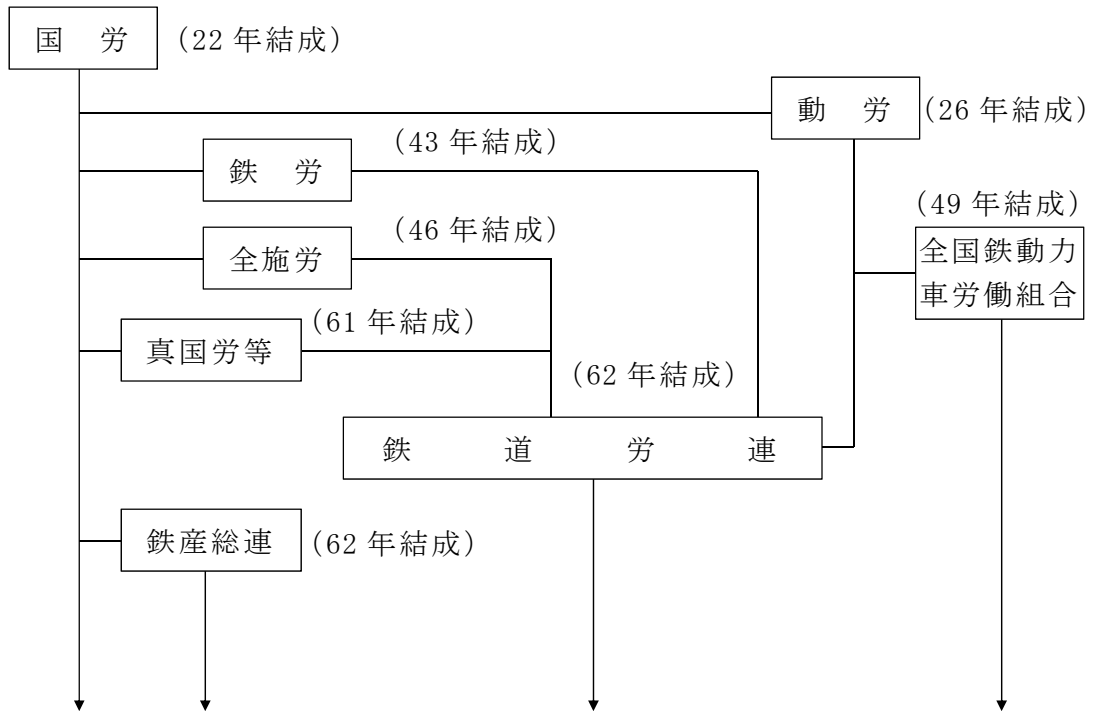 国　労 (22 年結成)
動　労 (26 年結成)
(43 年結成)
鉄　労
(49 年結成)
(46 年結成)
全施労
全国鉄動力
車労働組合
(61 年結成)
真国労等
(62 年結成)
鉄　道　労　連
鉄産総連 (62 年結成)